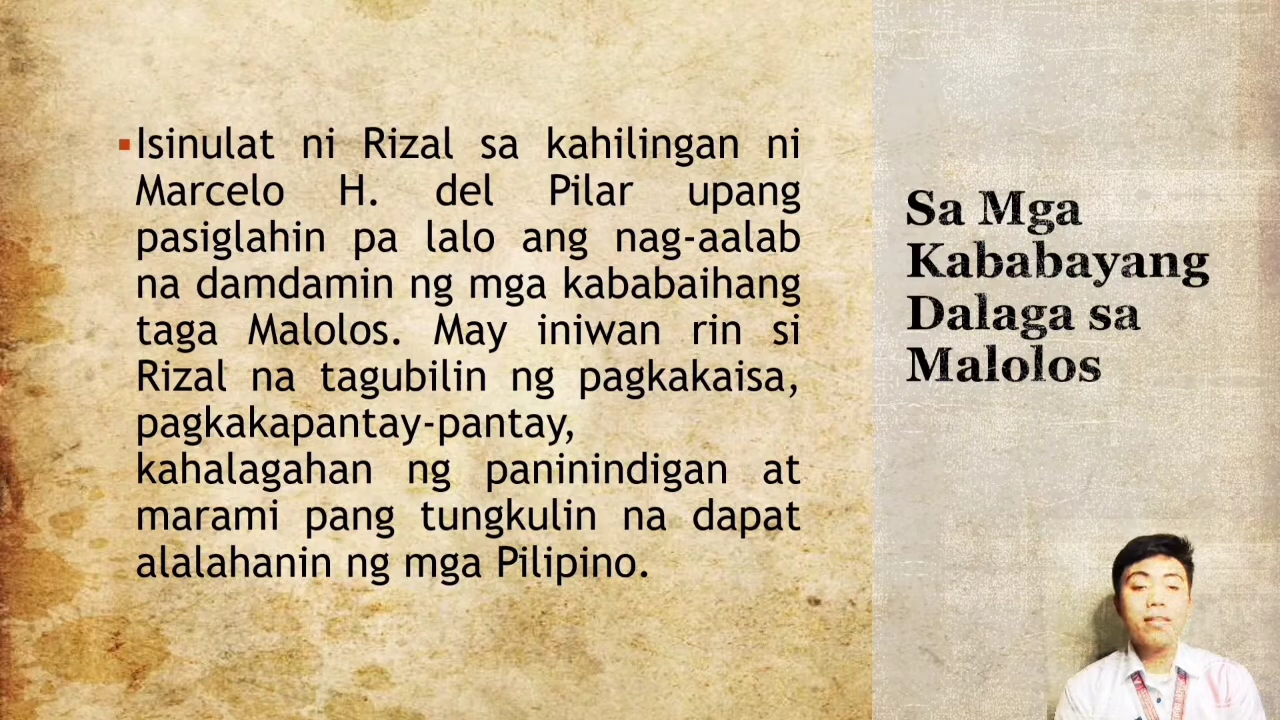 Isinulat ni Rizal sa kahilingan ni
Marcelo H. del Pilar upang
pasiglahin pa lalo ang nag-aalab
na damdamin ng mga kababaihang
taga Malolos. May iniwan rin si
Rizal na tagubilin ng pagkakaisa,
pagkakapantay-pantay,
kahalagahan ng paninindigan at
marami pang tungkulin na dapat
alalahanin ng mga Pilipino.
Sa Mga
Kababayang
Dalaga sa
Malolos